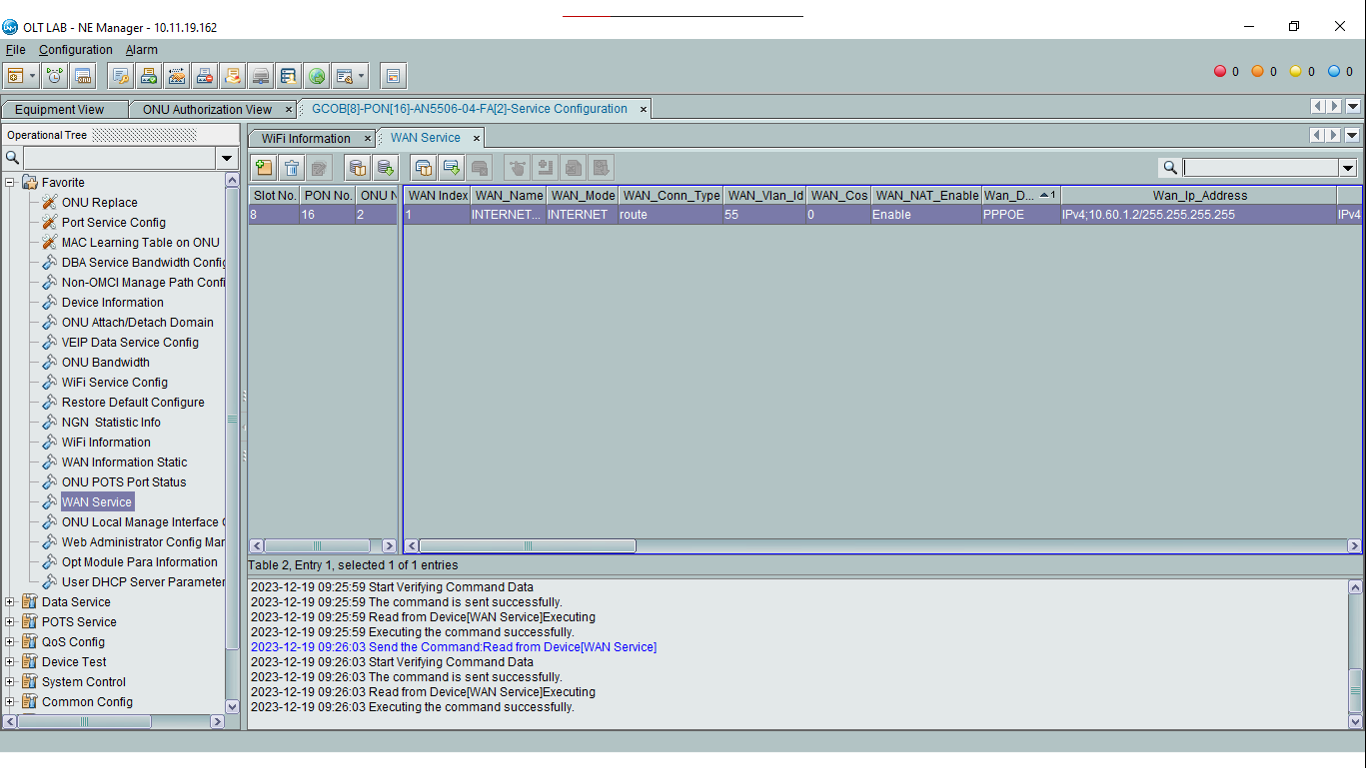 OLT LAB - NE Manager - 10.11.19.162
File Configuration Alarm
0 0 0 0
Equipment View ONU Authorization View GCOB[8]-PON[16]-AN5506-04-FA[2]-Service Configuration
Operational Tree
WiFi Information WAN Service
Favorite
ONU Replace
Port Service Config
MAC Learning Table on ONU
DBA Service Bandwidth Config
Non-OMCI Manage Path Confi
Device Information
ONU Attach/Detach Domain
VEIP Data Service Config
ONU Bandwidth
WiFi Service Config
Restore Default Configure
NGN Statistic Info
WiFi Information
WAN Information Static
ONU POTS Port Status
WAN Service
ONU Local Manage Interface
Web Administrator Config Mar
Opt Module Para Information
User DHCP Server Parameter
Data Service
POTS Service
QoS Config
Device Test
System Control
Common Config
Slot No. PON No. ONU N WAN Index WAN_Name WAN_Mode WAN_Conn_Type WAN_Vlan_Id WAN_Cos WAN_NAT_Enable Wan_D... 1 Wan_Ip_Address
8 16 2 1 INTERNET... INTERNET route 55 0 Enable PPPOE IPv4;10.60.1.2/255.255.255.255 IPv4
Table 2, Entry 1, selected 1 of 1 entries
2023-12-19 09:25:59 Start Verifying Command Data
2023-12-19 09:25:59 The command is sent successfully.
2023-12-19 09:25:59 Read from Device[WAN Service]Executing
2023-12-19 09:25:59 Executing the command successfully.
2023-12-19 09:26:03 Send the Command:Read from Device[WAN Service]
2023-12-19 09:26:03 Start Verifying Command Data
2023-12-19 09:26:03 The command is sent successfully.
2023-12-19 09:26:03 Read from Device[WAN Service]Executing
2023-12-19 09:26:03 Executing the command successfully.